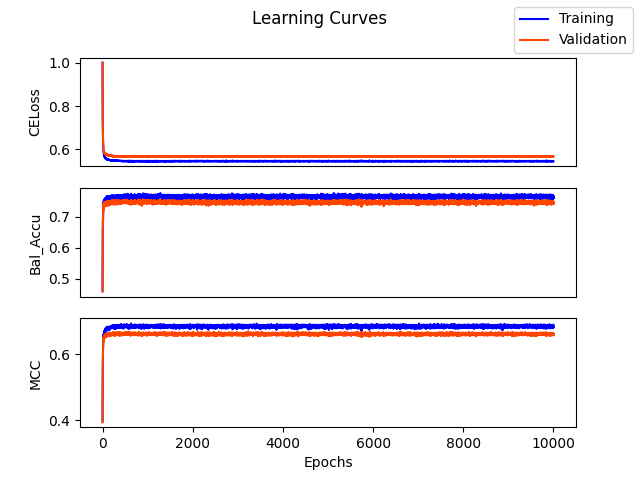 Learning Curves
Training
Validation
CELoss
1.0
0.8
0.6
Bal_Accu
0.7
0.6
0.5
MCC
0.6
0.4
0 2000 4000 6000 8000 10000
Epochs